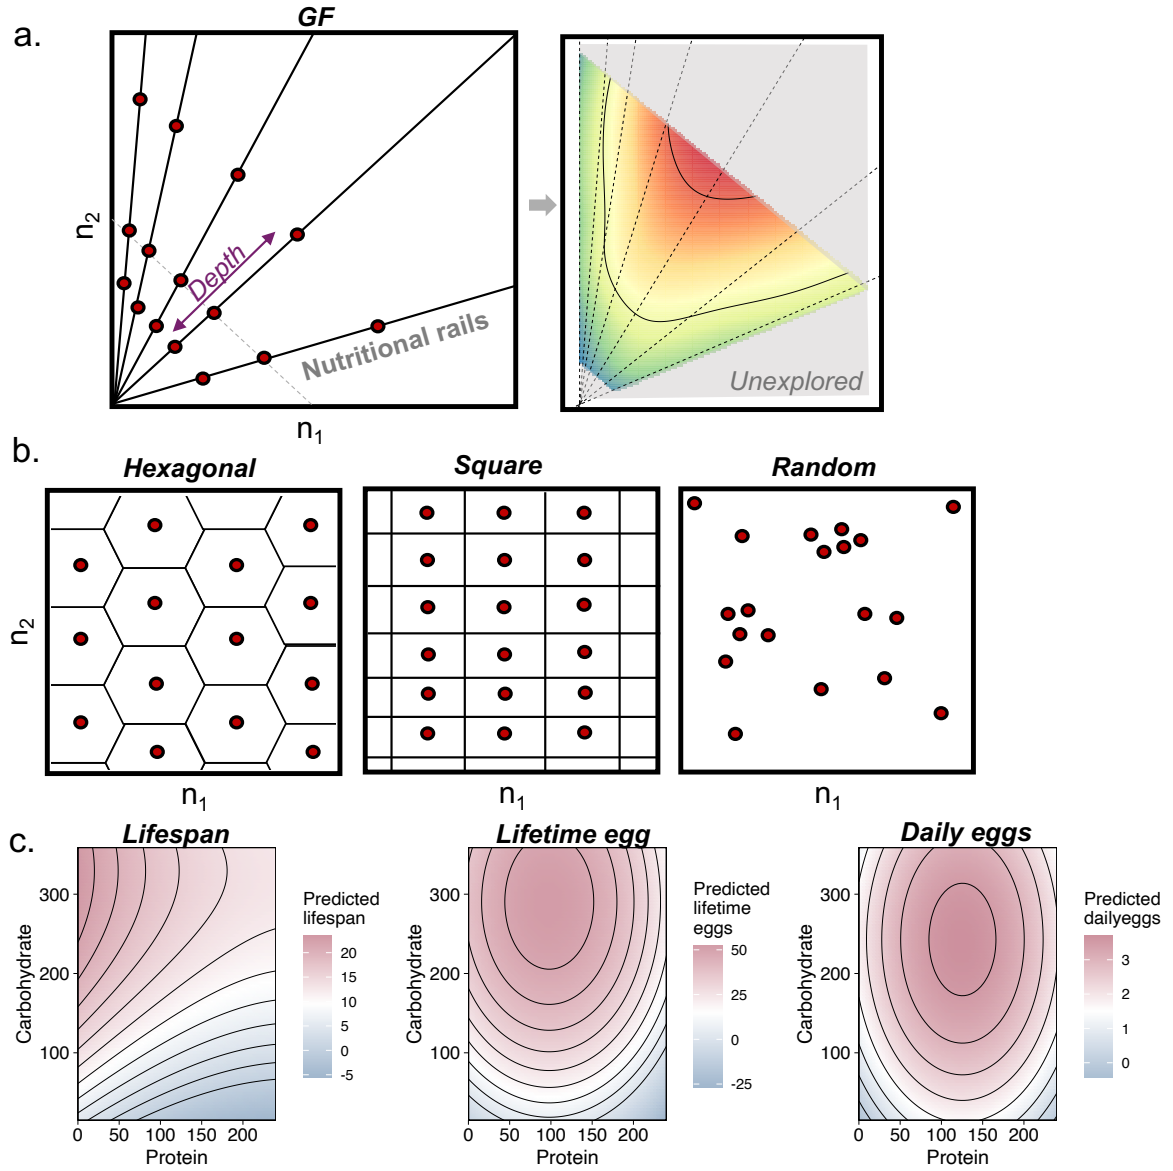 a.
GF
n2
Depth
Nutritional rails
n1
Unexplored
b.
Hexagonal
Square
Random
n2
n1
n1
n1
c.
Lifespan
Carbohydrate
300
200
100
0
50
100
150
200
Protein
Predicted
lifespan
20
15
10
5
0
-5
Lifetime egg
Carbohydrate
300
200
100
0
50
100
150
200
Protein
Predicted
lifetime
eggs
50
25
0
-25
Daily eggs
Carbohydrate
300
200
100
0
50
100
150
200
Protein
Predicted
dailyeggs
3
2
1
0